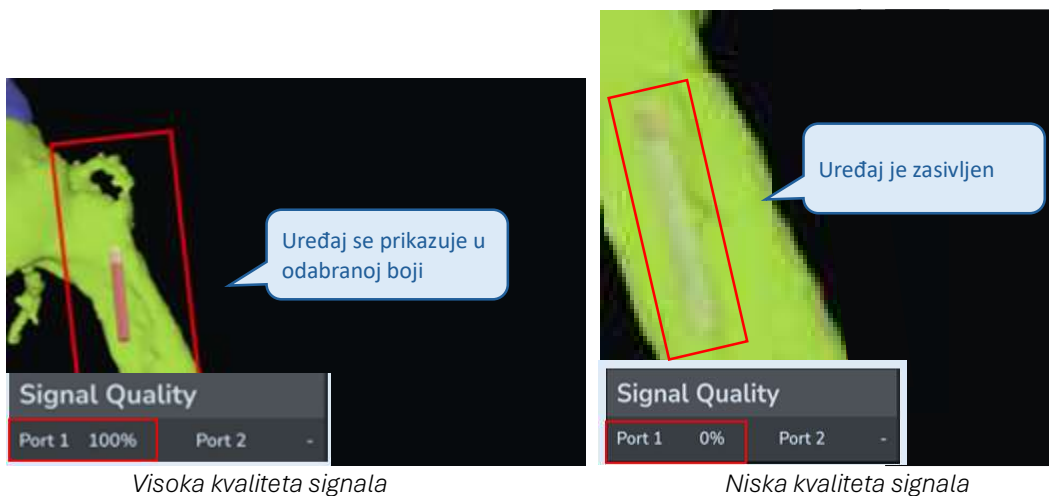 Uređaj se prikazuje u
odabranoj boji
Signal Quality
Port 1 100% Port 2 -
Visoka kvaliteta signala
Uređaj je zasivljen
Signal Quality
Port 1 0% Port 2 -
Niska kvaliteta signala